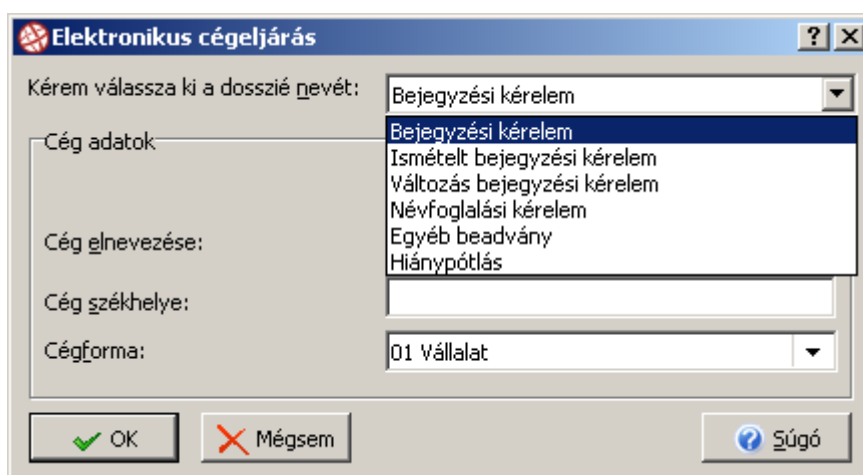 Elektronikus cégeljárás
Kérem válassza ki a dosszié nevét:
Bejegyzési kérelem
Bejegyzési kérelem
Ismételt bejegyzési kérelem
Változás bejegyzési kérelem
Névfoglalási kérelem
Egyéb beadvány
Hiánypótlás
Cég adatok
Cég elnevezése:
Cég székhelye:
Cégforma:
01 Vállalat
OK
Mégsem
Súgó